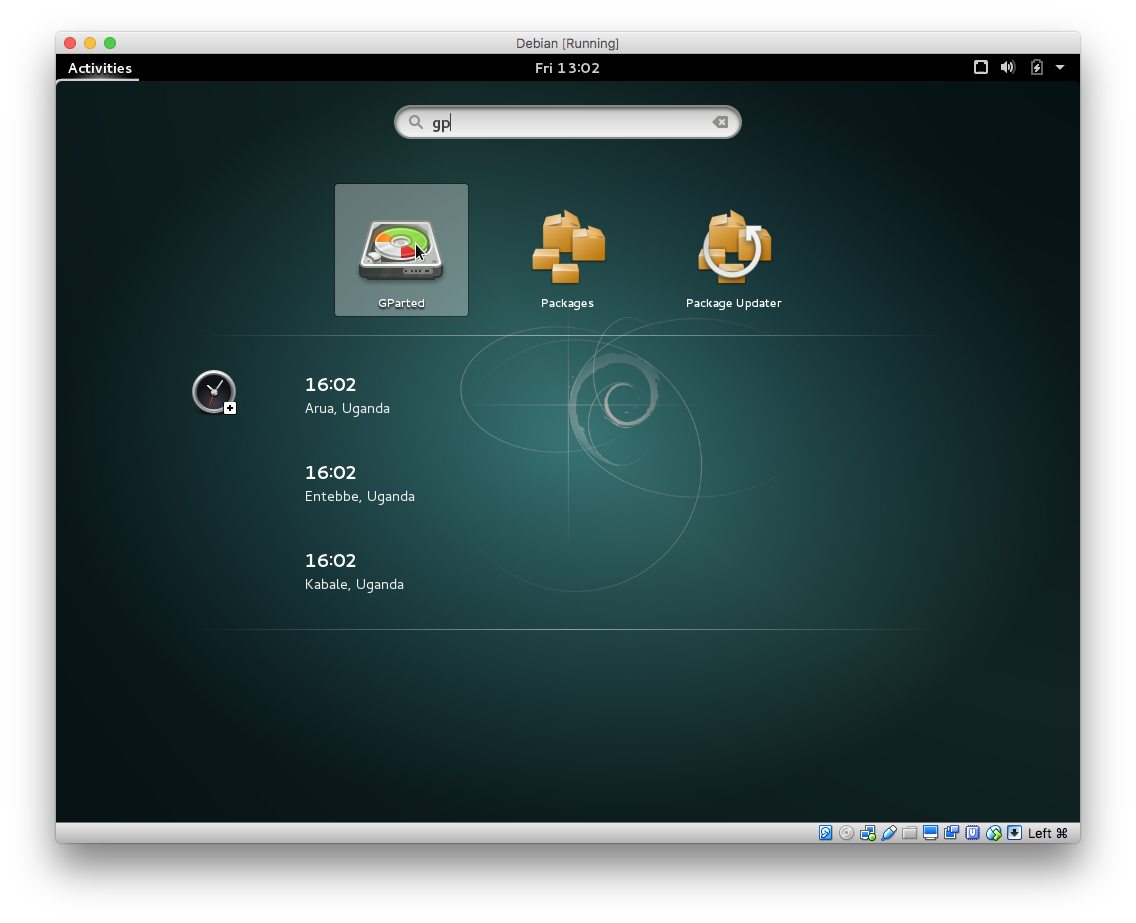 Debian [Running]
Activities
Fri 13:02
gp
GParted
Packages
Package Updater
16:02
Arua, Uganda
16:02
Entebbe, Uganda
16:02
Kabale, Uganda
Left ⌘